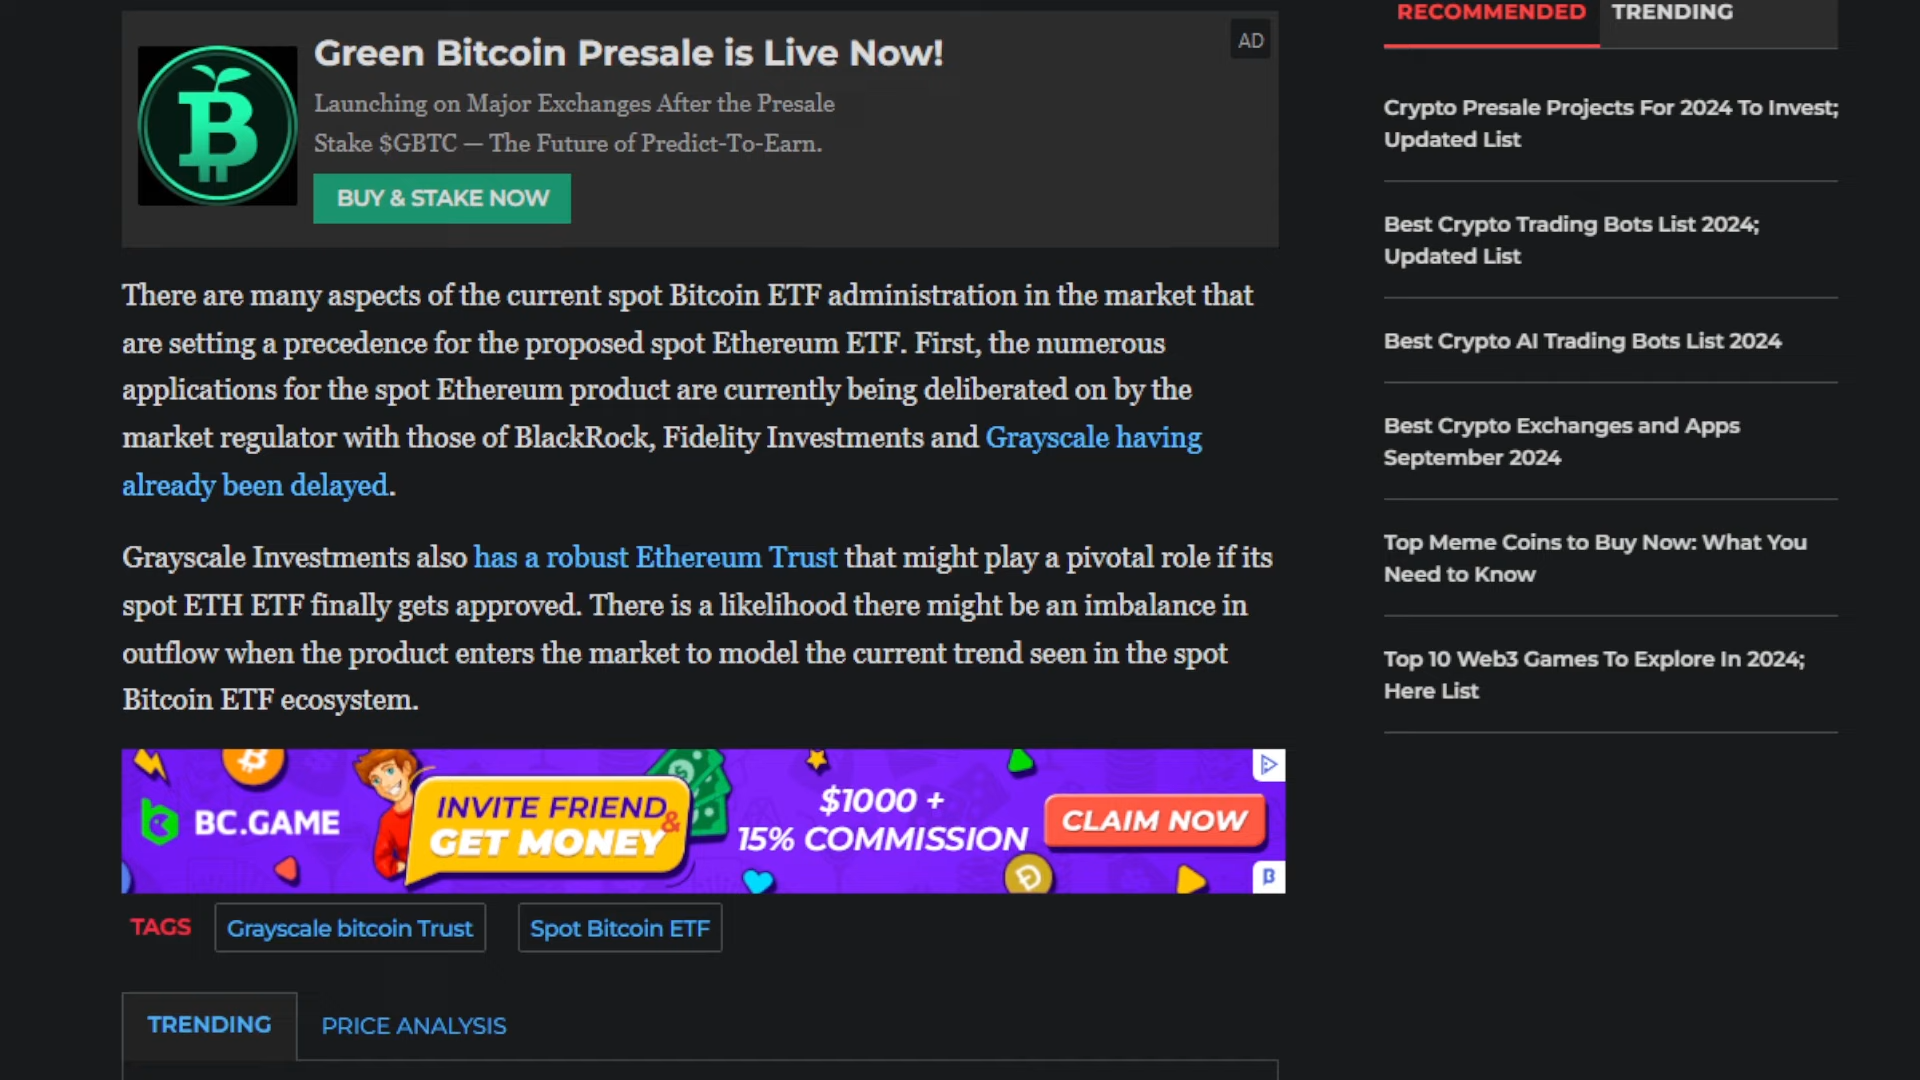 Green Bitcoin Presale is Live Now!
AD
Launching on Major Exchanges After the Presale
Stake $GBTC — The Future of Predict-To-Earn.
BUY & STAKE NOW
There are many aspects of the current spot Bitcoin ETF administration in the market that
are setting a precedence for the proposed spot Ethereum ETF. First, the numerous
applications for the spot Ethereum product are currently being deliberated on by the
market regulator with those of BlackRock, Fidelity Investments and Grayscale having
already been delayed.
Grayscale Investments also has a robust Ethereum Trust that might play a pivotal role if its
spot ETH ETF finally gets approved. There is a likelihood there might be an imbalance in
outflow when the product enters the market to model the current trend seen in the spot
Bitcoin ETF ecosystem.
BC.GAME
INVITE FRIEND &
GET MONEY
$1000 +
15% COMMISSION
CLAIM NOW
TAGS
Grayscale bitcoin Trust
Spot Bitcoin ETF
TRENDING
PRICE ANALYSIS
RECOMMENDED
TRENDING
Crypto Presale Projects For 2024 To Invest;
Updated List
Best Crypto Trading Bots List 2024;
Updated List
Best Crypto AI Trading Bots List 2024
Best Crypto Exchanges and Apps
September 2024
Top Meme Coins to Buy Now: What You
Need to Know
Top 10 Web3 Games To Explore In 2024;
Here List